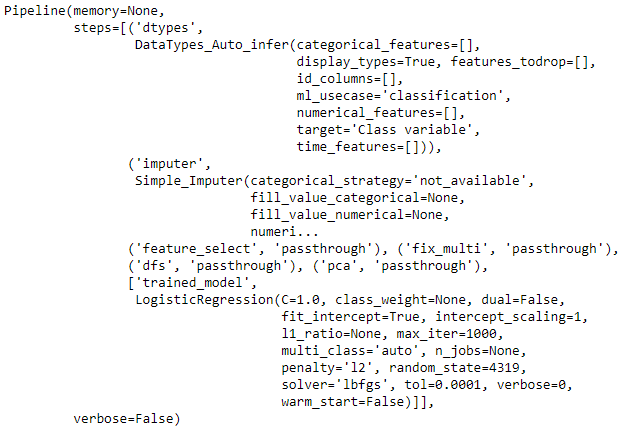 Pipeline(memory=None,
         steps=[('dtypes',
                 DataTypes_Auto_infer(categorical_features=[],
                                      display_types=True, features_todrop=[],
                                      id_columns=[],
                                      ml_usecase='classification',
                                      numerical_features=[],
                                      target='Class variable',
                                      time_features=[])),
                ('imputer',
                 Simple_Imputer(categorical_strategy='not_available',
                                fill_value_categorical=None,
                                fill_value_numerical=None,
                                numeri...
                ('feature_select', 'passthrough'), ('fix_multi', 'passthrough'),
                ('dfs', 'passthrough'), ('pca', 'passthrough'),
                ['trained_model',
                 LogisticRegression(C=1.0, class_weight=None, dual=False,
                                    fit_intercept=True, intercept_scaling=1,
                                    l1_ratio=None, max_iter=1000,
                                    multi_class='auto', n_jobs=None,
                                    penalty='l2', random_state=4319,
                                    solver='lbfgs', tol=0.0001, verbose=0,
                                    warm_start=False)]],
         verbose=False)